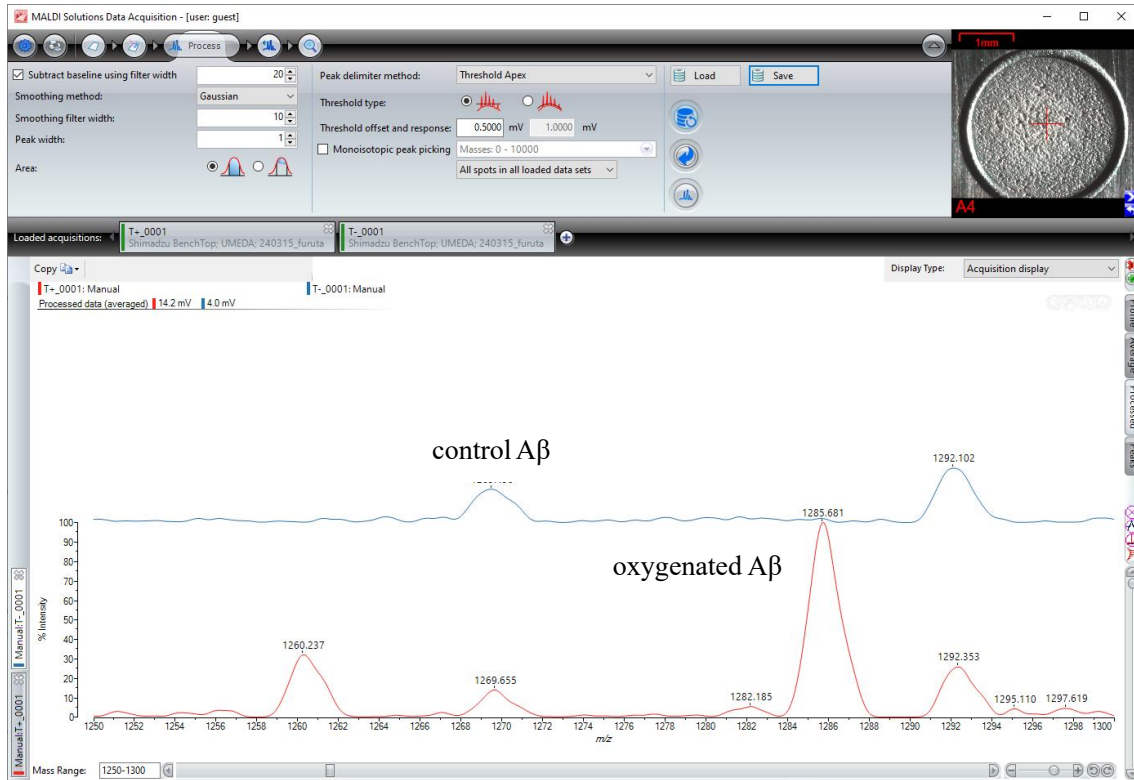 MALDI Solutions Data Acquisition - [user: guest]
Process
1mm
Subtract baseline using filter width 20
Smoothing method: Gaussian
Smoothing filter width: 10
Peak width: 1
Area:
Peak delimiter method: Threshold Apex
Threshold type:
Threshold offset and response: 0.5000 mV 1.0000 mV
Monoisotopic peak picking Masses: 0 - 10000
All spots in all loaded data sets
Load Save
A4
Loaded acquisitions:
T+_0001
Shimadzu BenchTop; UMEDA; 240315_furuta
T-_0001
Shimadzu BenchTop; UMEDA; 240315_furuta
Copy
Display Type: Acquisition display
T+_0001: Manual T-_0001: Manual
Processed data (averaged) 14.2 mV 4.0 mV
Profile
Average
Processed
Peaks
control Aβ
1292.102
1285.681
oxygenated Aβ
1260.237
1269.655
1282.185
1292.353
1295.110
1297.619
% Intensity
100
90
80
70
60
50
40
30
20
10
0
1250 1252 1254 1256 1258 1260 1262 1264 1266 1268 1270 1272 1274 1276 1278 1280 1282 1284 1286 1288 1290 1292 1294 1296 1298 1300
m/z
Manual:T-_0001
Manual:T+_0001
Mass Range: 1250-1300